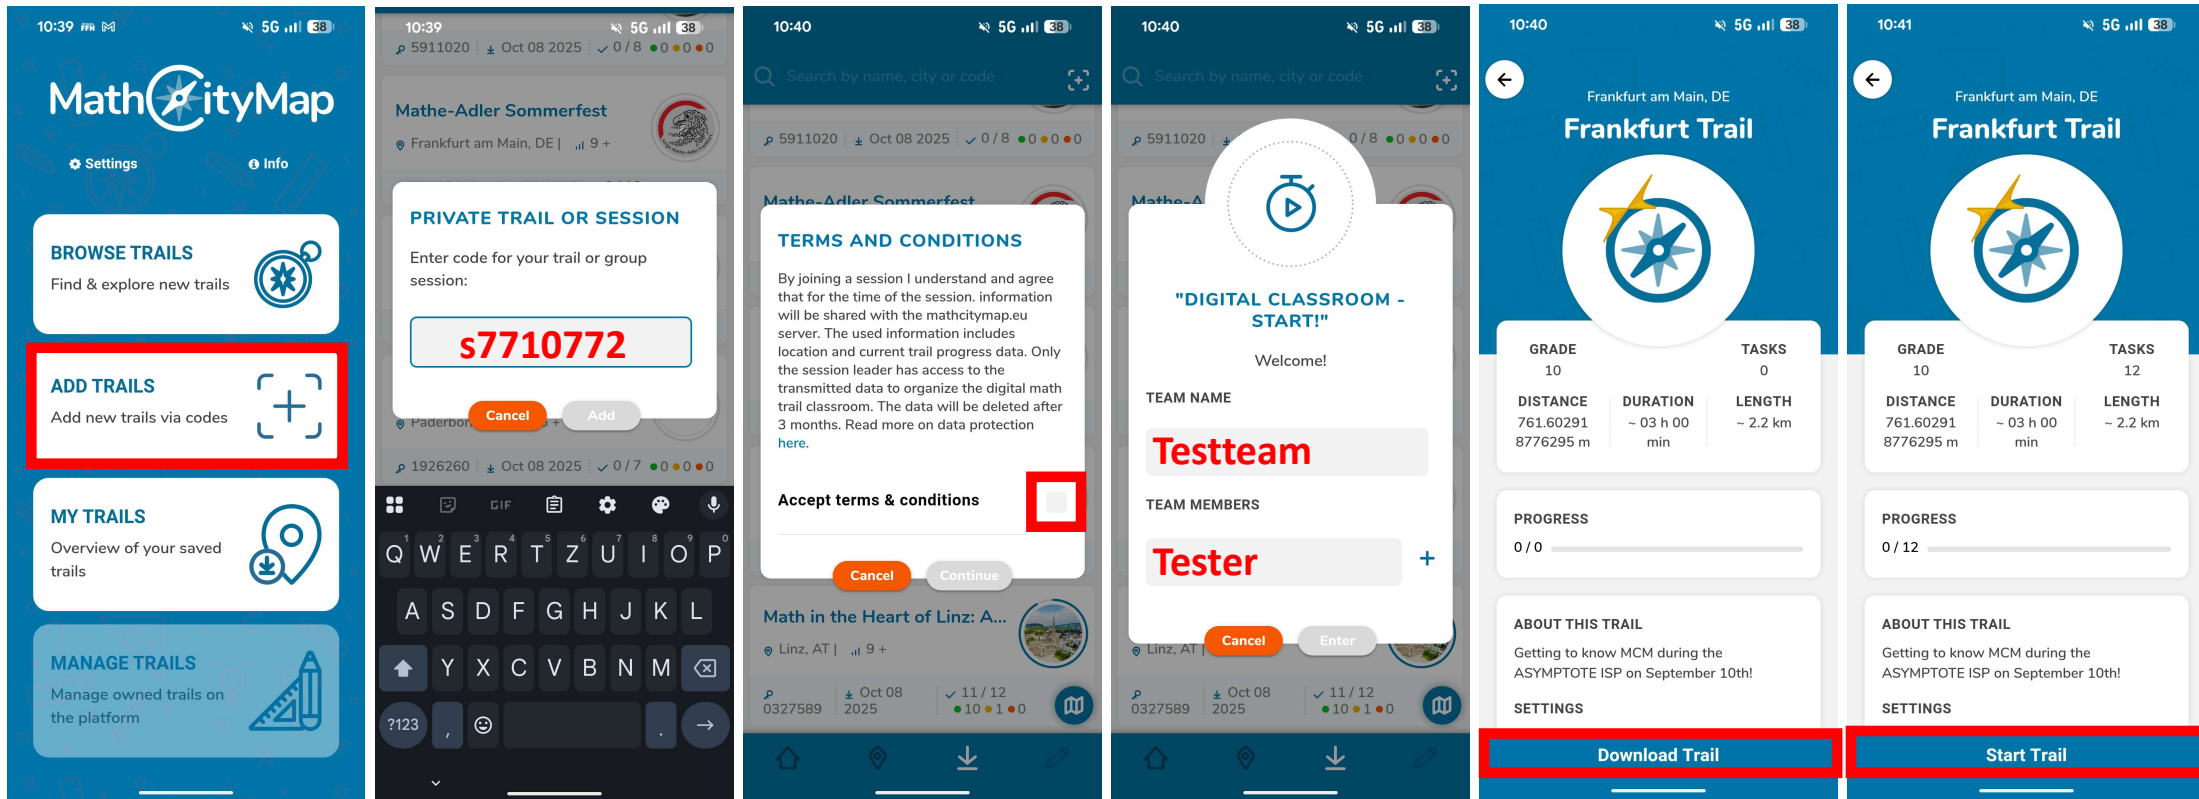 10:39
5G 38
MathCityMap
Settings Info
BROWSE TRAILS
Find & explore new trails
ADD TRAILS
Add new trails via codes
MY TRAILS
Overview of your saved
trails
MANAGE TRAILS
Manage owned trails on
the platform
10:39 5G 38
5911020 Oct 08 2025 0 / 8 0 0 0
Mathe-Adler Sommerfest
Frankfurt am Main, DE | 9 +
PRIVATE TRAIL OR SESSION
Enter code for your trail or group
session:
s7710772
Cancel Add
1926260 Oct 08 2025 0 / 7 0 0 0
GIF
Q1 W2 E3 R4 T5 Z6 U7 I8 O9 P0
A S D F G H J K L
Y X C V B N M
?123 , .
10:40 5G 38
Search by name, city or code
5911020 Oct 08 2025 0 / 8 0 0 0
Mathe-Adler Sommerfest
TERMS AND CONDITIONS
By joining a session I understand and agree
that for the time of the session. information
will be shared with the mathcitymap.eu
server. The used information includes
location and current trail progress data. Only
the session leader has access to the
transmitted data to organize the digital math
trail classroom. The data will be deleted after
3 months. Read more on data protection
here.
Accept terms & conditions
Cancel Continue
Math in the Heart of Linz: A...
Linz, AT | 9 +
0327589 Oct 08 2025 11 / 12 10 1 0
10:40 5G 38
Search by name, city or code
5911020 0 / 8 0 0 0
Mathe-A
"DIGITAL CLASSROOM -
START!"
Welcome!
TEAM NAME
Testteam
TEAM MEMBERS
Tester +
Cancel Enter
Linz, AT |
0327589 Oct 08 2025 11 / 12 10 1 0
10:40 5G 38
Frankfurt am Main, DE
Frankfurt Trail
GRADE TASKS
10 0
DISTANCE DURATION LENGTH
761.60291 ~ 03 h 00 ~ 2.2 km
8776295 m min
PROGRESS
0 / 0
ABOUT THIS TRAIL
Getting to know MCM during the
ASYMPTOTE ISP on September 10th!
SETTINGS
Download Trail
10:41 5G 38
Frankfurt am Main, DE
Frankfurt Trail
GRADE TASKS
10 12
DISTANCE DURATION LENGTH
761.60291 ~ 03 h 00 ~ 2.2 km
8776295 m min
PROGRESS
0 / 12
ABOUT THIS TRAIL
Getting to know MCM during the
ASYMPTOTE ISP on September 10th!
SETTINGS
Start Trail